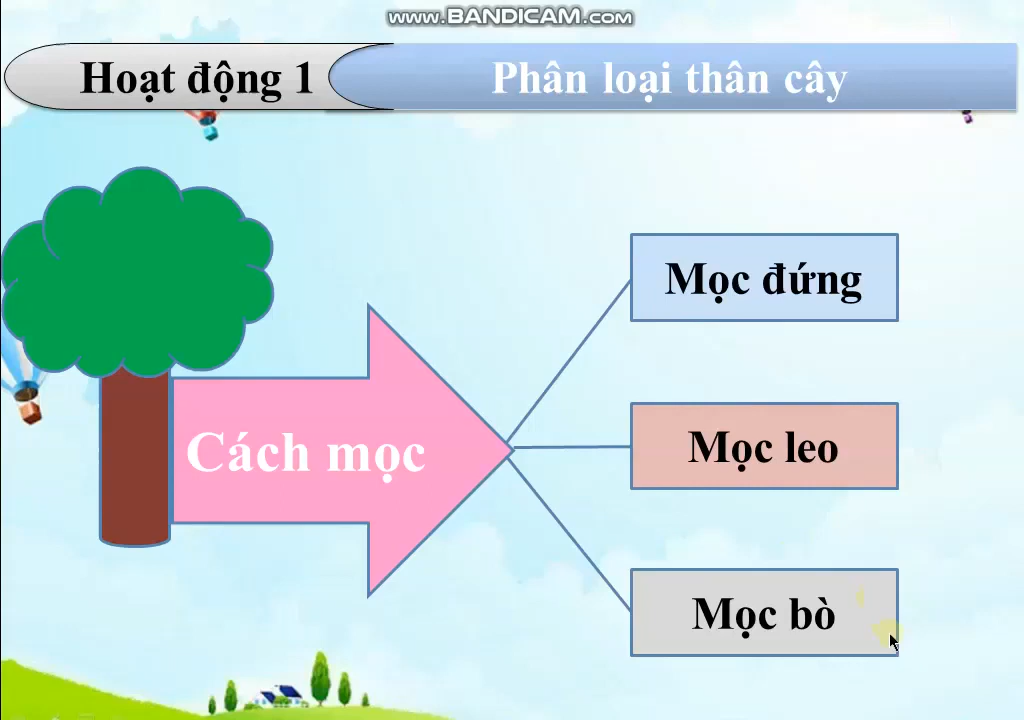 www.BANDICAM.com
Hoạt động 1
Phân loại thân cây
Cách mọc
Mọc đứng
Mọc leo
Mọc bò